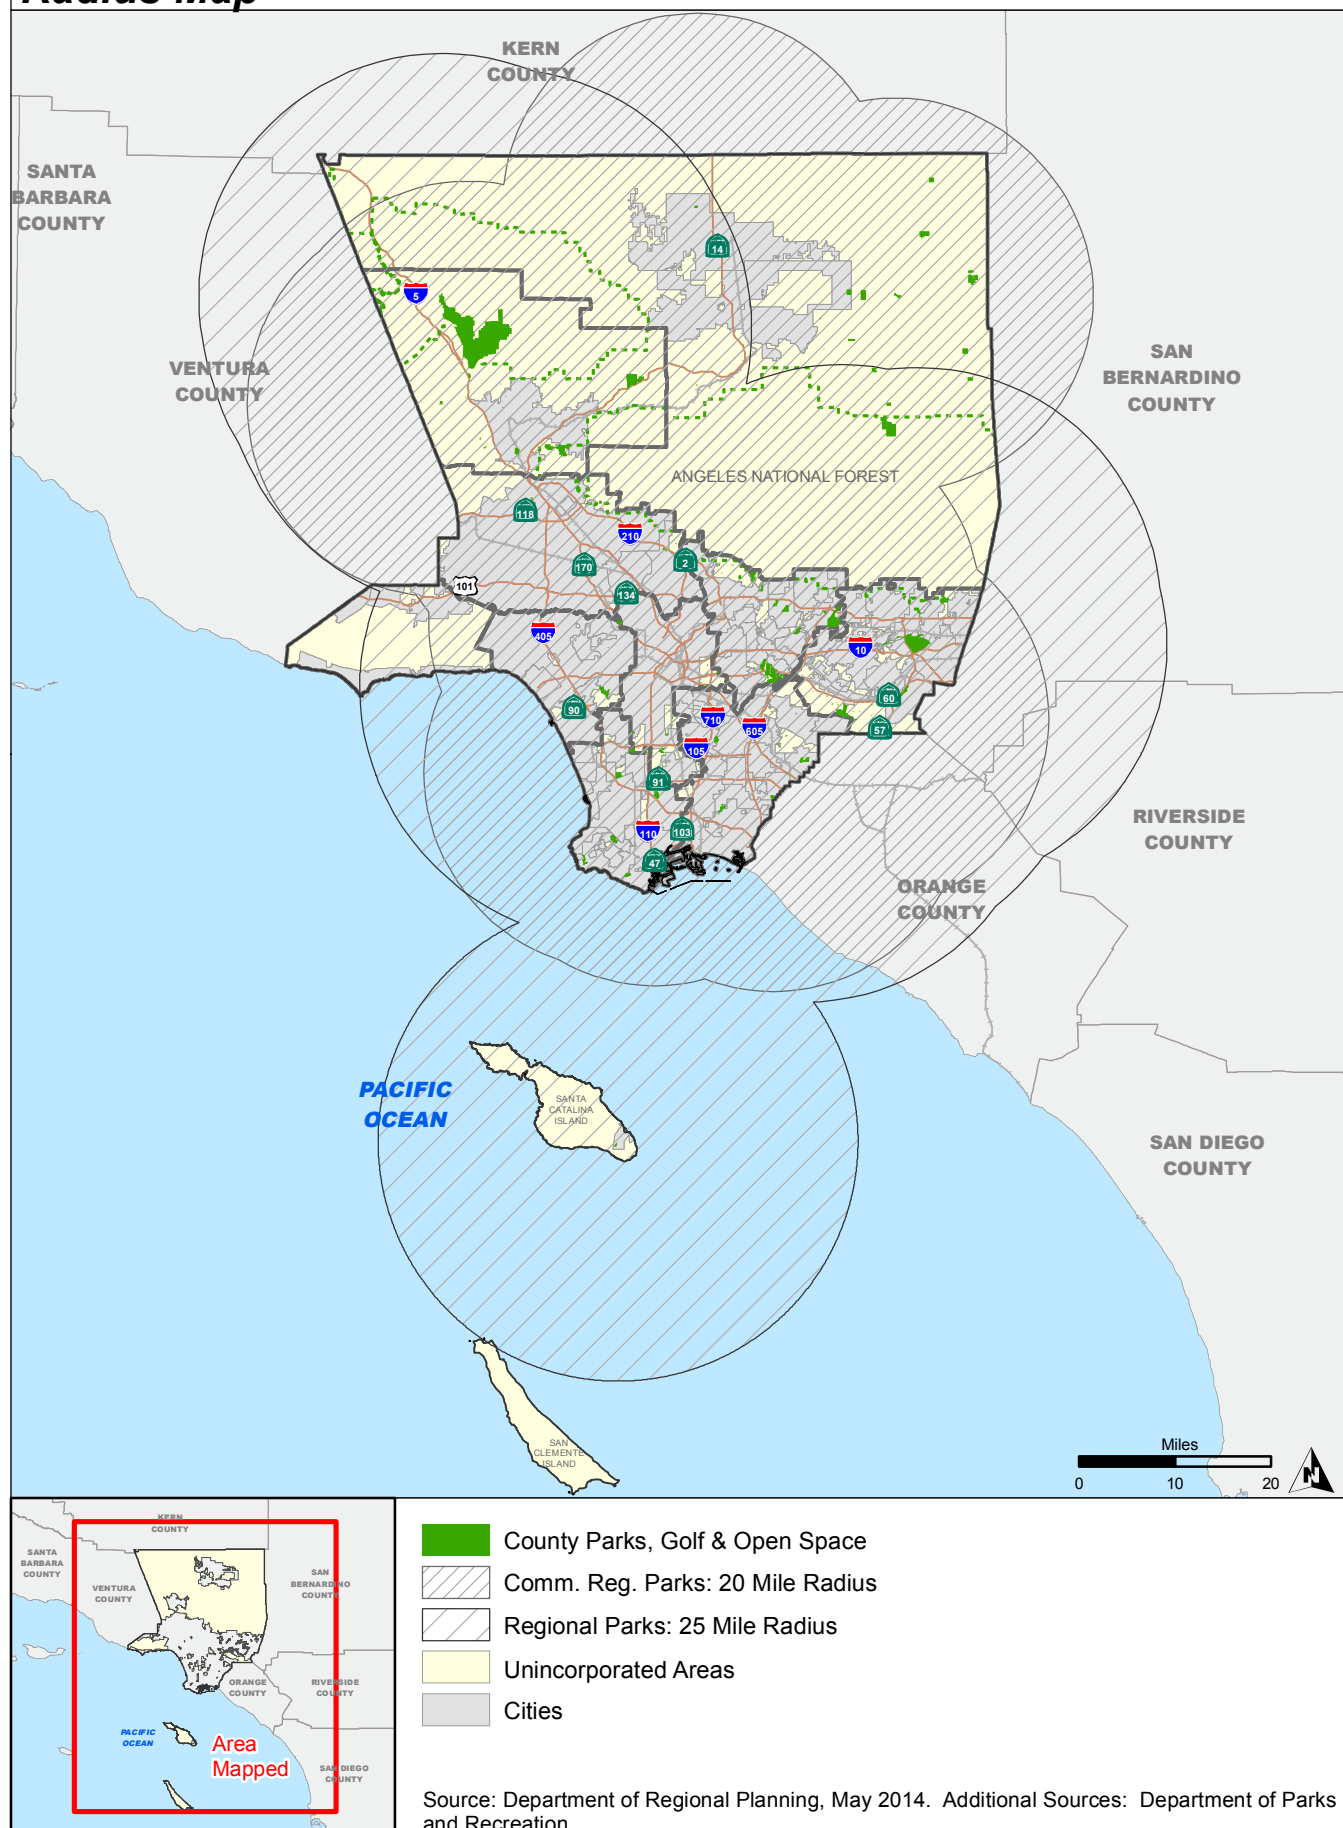 Radius Map
KERN
COUNTY
SANTA
BARBARA
COUNTY
14
5
VENTURA
COUNTY
SAN
BERNARDINO
COUNTY
ANGELES NATIONAL FOREST
118
210
2
170
101
134
405
10
60
90
710
605
57
105
91
110
103
47
RIVERSIDE
COUNTY
ORANGE
COUNTY
PACIFIC
OCEAN
SANTA
CATALINA
ISLAND
SAN DIEGO
COUNTY
SAN
CLEMENTE
ISLAND
Miles
0 10 20
N
KERN
COUNTY
SANTA
BARBARA
COUNTY
VENTURA
COUNTY
SAN
BERNARDINO
COUNTY
ORANGE
COUNTY
RIVERSIDE
COUNTY
PACIFIC
OCEAN
Area
Mapped
SAN DIEGO
COUNTY
County Parks, Golf & Open Space
Comm. Reg. Parks: 20 Mile Radius
Regional Parks: 25 Mile Radius
Unincorporated Areas
Cities
Source: Department of Regional Planning, May 2014. Additional Sources: Department of Parks
and Recreation